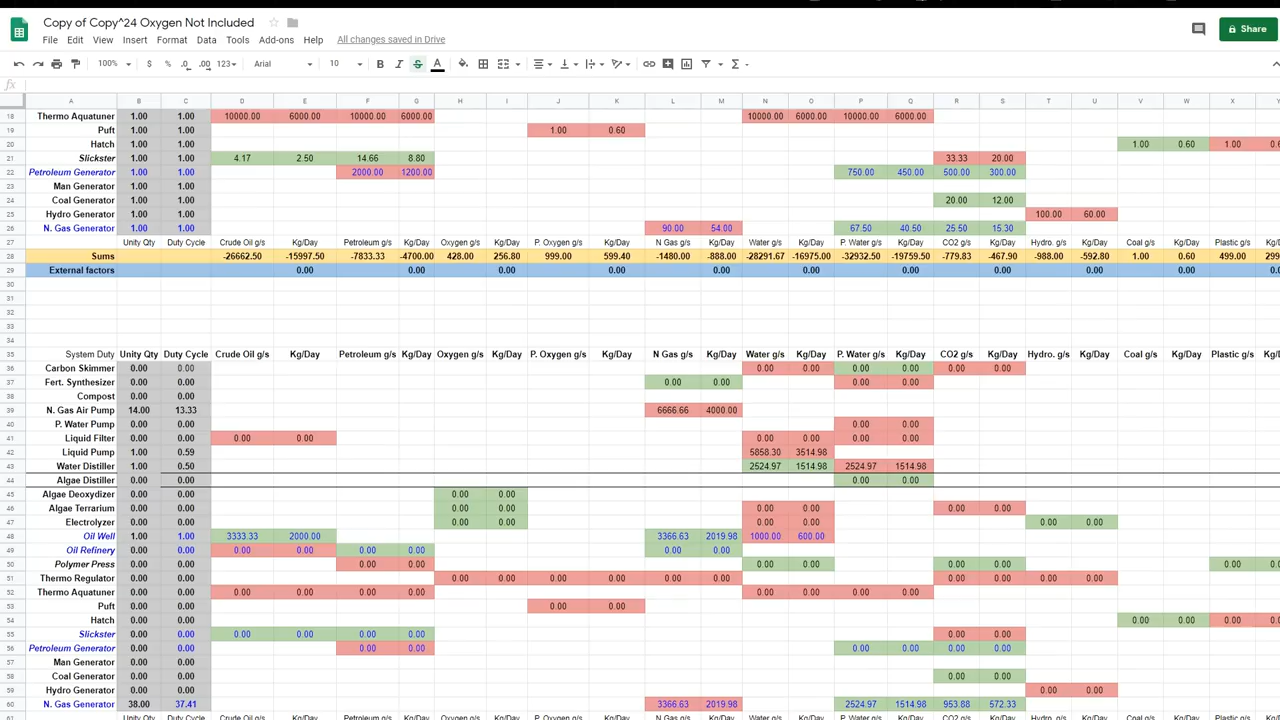 Copy of Copy^24 Oxygen Not Included
File Edit View Insert Format Data Tools Add-ons Help All changes saved in Drive
Share
100% $ % .0 .00 123 Arial 10 B I S A
fx
A B C D E F G H I J K L M N O P Q R S T U V W X Y
18 Thermo Aquatuner 1.00 1.00 10000.00 6000.00 10000.00 6000.00 10000.00 6000.00 10000.00 6000.00
19 Puft 1.00 1.00 1.00 0.60
20 Hatch 1.00 1.00 1.00 0.60 1.00
21 Slickster 1.00 1.00 4.17 2.50 14.66 8.80 33.33 20.00
22 Petroleum Generator 1.00 1.00 2000.00 1200.00 750.00 450.00 500.00 300.00
23 Man Generator 1.00 1.00
24 Coal Generator 1.00 1.00 20.00 12.00
25 Hydro Generator 1.00 1.00 100.00 60.00
26 N. Gas Generator 1.00 1.00 90.00 54.00 67.50 40.50 25.50 15.30
27 Unity Qty Duty Cycle Crude Oil g/s Kg/Day Petroleum g/s Kg/Day Oxygen g/s Kg/Day P. Oxygen g/s Kg/Day N Gas g/s Kg/Day Water g/s Kg/Day P. Water g/s Kg/Day CO2 g/s Kg/Day Hydro. g/s Kg/Day Coal g/s Kg/Day Plastic g/s
28 Sums -26662.50 -15997.50 -7833.33 -4700.00 428.00 256.80 999.00 599.40 -1480.00 -888.00 -28291.67 -16975.00 -32932.50 -19759.50 -779.83 -467.90 -988.00 -592.80 1.00 0.60 499.00
29 External factors 0.00 0.00 0.00 0.00 0.00 0.00 0.00 0.00 0.00 0.00
30
31
32
33
34
35 System Duty Unity Qty Duty Cycle Crude Oil g/s Kg/Day Petroleum g/s Kg/Day Oxygen g/s Kg/Day P. Oxygen g/s Kg/Day N Gas g/s Kg/Day Water g/s Kg/Day P. Water g/s Kg/Day CO2 g/s Kg/Day Hydro. g/s Kg/Day Coal g/s Kg/Day Plastic g/s
36 Carbon Skimmer 0.00 0.00 0.00 0.00 0.00 0.00 0.00 0.00
37 Fert. Synthesizer 0.00 0.00 0.00 0.00 0.00 0.00
38 Compost 0.00 0.00
39 N. Gas Air Pump 14.00 13.33 6666.66 4000.00
40 P. Water Pump 0.00 0.00 0.00 0.00
41 Liquid Filter 0.00 0.00 0.00 0.00 0.00 0.00 0.00 0.00
42 Liquid Pump 1.00 0.59 5858.30 3514.98
43 Water Distiller 1.00 0.50 2524.97 1514.98 2524.97 1514.98
44 Algae Distiller 0.00 0.00 0.00 0.00
45 Algae Deoxydizer 0.00 0.00 0.00 0.00
46 Algae Terrarium 0.00 0.00 0.00 0.00 0.00 0.00 0.00 0.00
47 Electrolyzer 0.00 0.00 0.00 0.00 0.00 0.00 0.00 0.00
48 Oil Well 1.00 1.00 3333.33 2000.00 3366.63 2019.98 1000.00 600.00
49 Oil Refinery 0.00 0.00 0.00 0.00 0.00 0.00 0.00 0.00
50 Polymer Press 0.00 0.00 0.00 0.00 0.00 0.00 0.00 0.00 0.00
51 Thermo Regulator 0.00 0.00 0.00 0.00 0.00 0.00 0.00 0.00 0.00 0.00 0.00 0.00
52 Thermo Aquatuner 0.00 0.00 0.00 0.00 0.00 0.00 0.00 0.00 0.00 0.00
53 Puft 0.00 0.00 0.00 0.00
54 Hatch 0.00 0.00 0.00 0.00 0.00
55 Slickster 0.00 0.00 0.00 0.00 0.00 0.00 0.00 0.00
56 Petroleum Generator 0.00 0.00 0.00 0.00 0.00 0.00 0.00 0.00
57 Man Generator 0.00 0.00
58 Coal Generator 0.00 0.00 0.00 0.00
59 Hydro Generator 0.00 0.00 0.00 0.00
60 N. Gas Generator 38.00 37.41 3366.63 2019.98 2524.97 1514.98 953.88 572.33
Unity Qty Duty Cycle Crude Oil g/s Kg/Day Petroleum g/s Kg/Day Oxygen g/s Kg/Day P. Oxygen g/s Kg/Day N Gas g/s Kg/Day Water g/s Kg/Day P. Water g/s Kg/Day CO2 g/s Kg/Day Hydro. g/s Kg/Day Coal g/s Kg/Day Plastic g/s